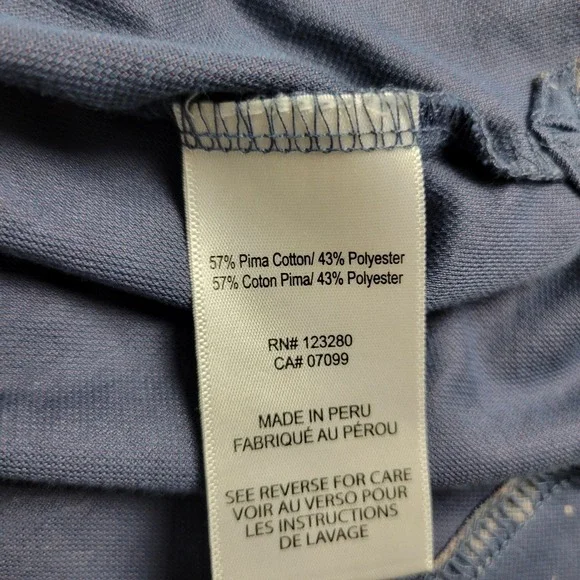 57% Pima Cotton/ 43% Polyester
57% Coton Pima/ 43% Polyester
RN# 123280
CA# 07099
MADE IN PERU
FABRIQUÉ AU PÉROU
SEE REVERSE FOR CARE
VOIR AU VERSO POUR
LES INSTRUCTIONS
DE LAVAGE